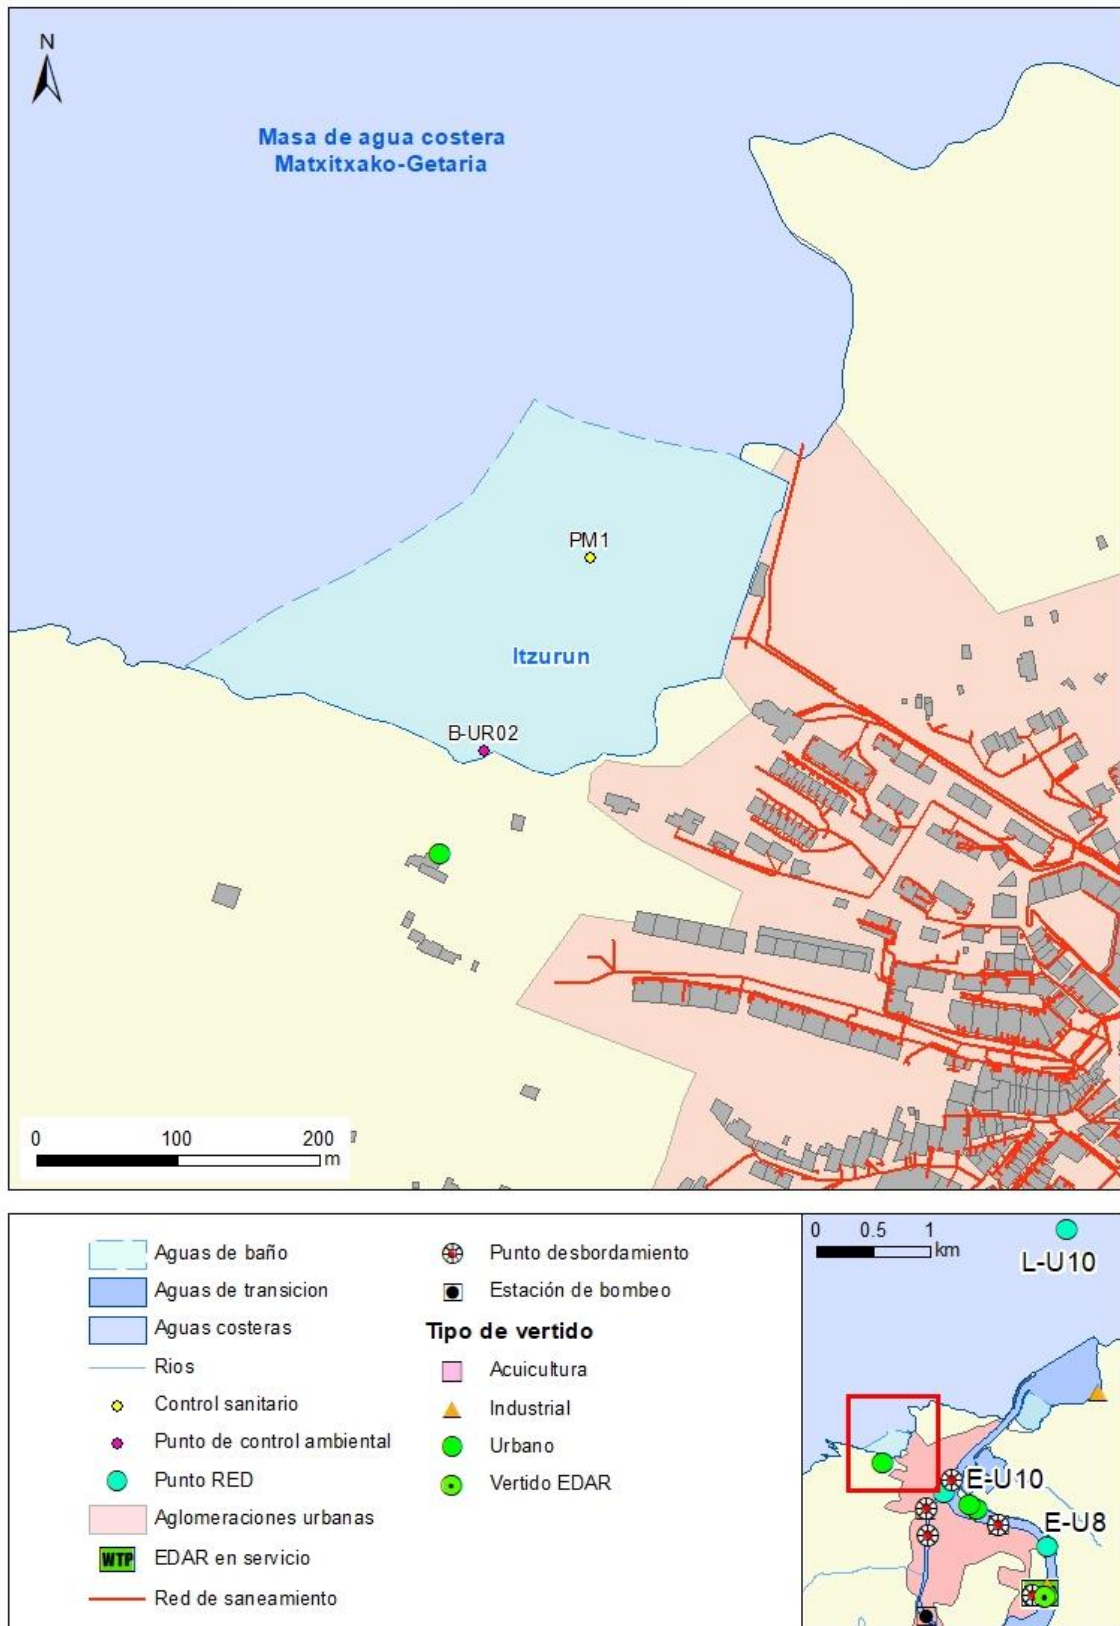 N
Masa de agua costera
Matxitxako-Getaria
PM1
Itzurun
B-UR02
0 100 200
m
Aguas de baño
Aguas de transicion
Aguas costeras
Rios
Control sanitario
Punto de control ambiental
Punto RED
Aglomeraciones urbanas
WTP EDAR en servicio
Red de saneamiento
Punto desbordamiento
Estación de bombeo
Tipo de vertido
Acuicultura
Industrial
Urbano
Vertido EDAR
0 0.5 1
km
L-U10
E-U10
E-U8